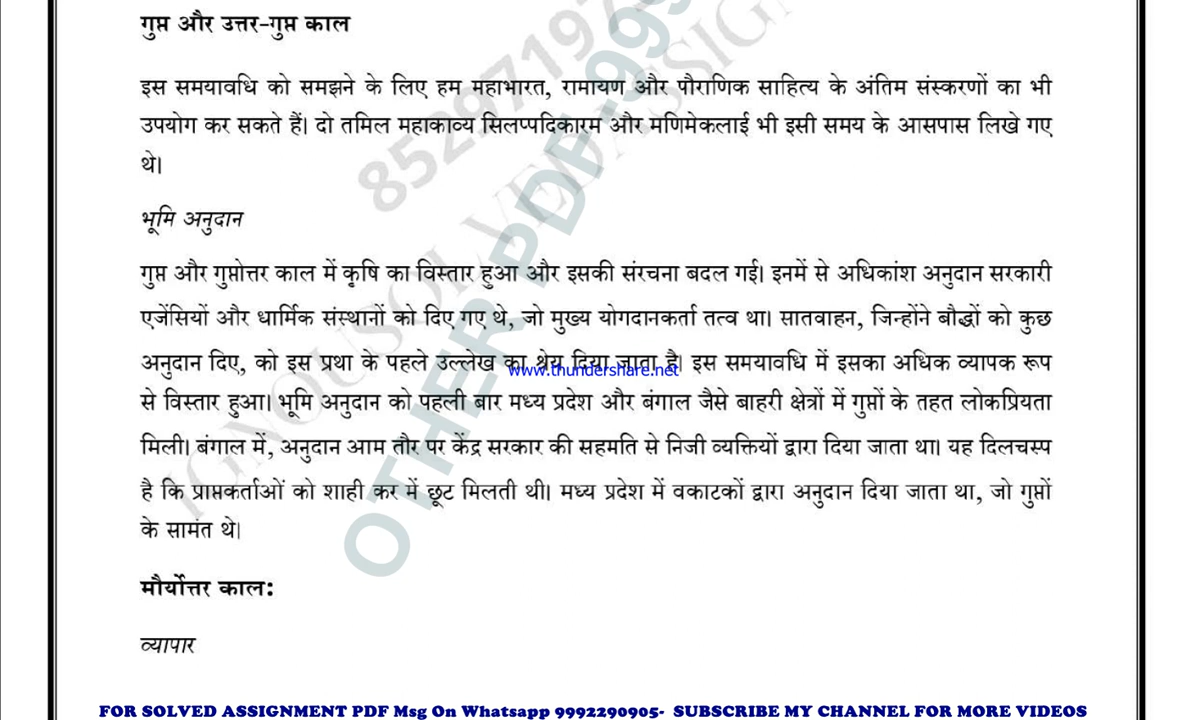 गुप्त और उत्तर-गुप्त काल
इस समयावधि को समझने के लिए हम महाभारत, रामायण और पौराणिक साहित्य के अंतिम संस्करणों का भी
उपयोग कर सकते हैं। दो तमिल महाकाव्य सिलप्पदिकारम और मणिमेकलाई भी इसी समय के आसपास लिखे गए
थे।
भूमि अनुदान
गुप्त और गुप्तोत्तर काल में कृषि का विस्तार हुआ और इसकी संरचना बदल गई। इनमें से अधिकांश अनुदान सरकारी
एजेंसियों और धार्मिक संस्थानों को दिए गए थे, जो मुख्य योगदानकर्ता तत्व था। सातवाहन, जिन्होंने बौद्धों को कुछ
अनुदान दिए, को इस प्रथा के पहले उल्लेख का श्रेय दिया जाता है। इस समयावधि में इसका अधिक व्यापक रूप
www.thundershare.net
से विस्तार हुआ। भूमि अनुदान को पहली बार मध्य प्रदेश और बंगाल जैसे बाहरी क्षेत्रों में गुप्तों के तहत लोकप्रियता
मिली। बंगाल में, अनुदान आम तौर पर केंद्र सरकार की सहमति से निजी व्यक्तियों द्वारा दिया जाता था। यह दिलचस्प
है कि प्राप्तकर्ताओं को शाही कर में छूट मिलती थी। मध्य प्रदेश में वकाटकों द्वारा अनुदान दिया जाता था, जो गुप्तों
के सामंत थे।
मौर्योत्तर काल:
व्यापार
FOR SOLVED ASSIGNMENT PDF Msg On Whatsapp 9992290905- SUBSCRIBE MY CHANNEL FOR MORE VIDEOS
OTHER PDF-99